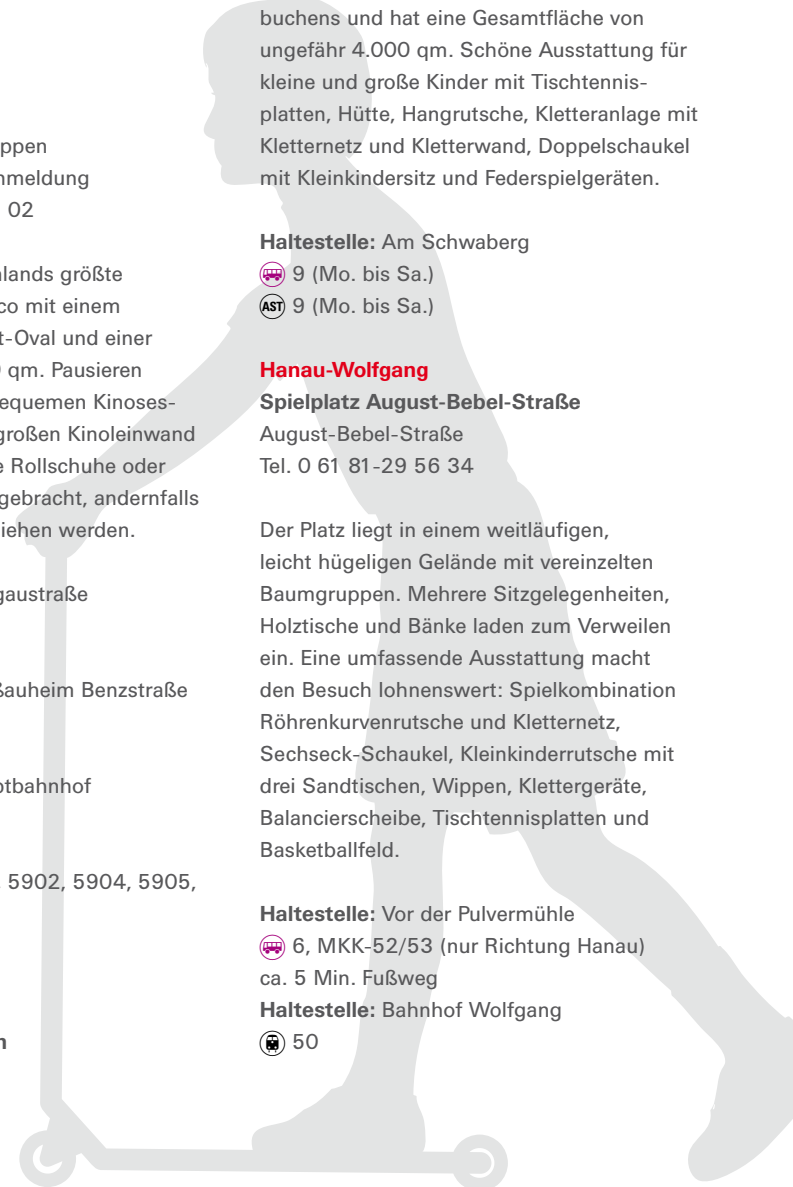 ppen
nmeldung
02
lands größte
co mit einem
t-Oval und einer
qm. Pausieren
equemen Kinoses-
großen Kinoleinwand
e Rollschuhe oder
gebracht, andernfalls
iehen werden.
gaustraße
ßauheim Benzstraße
otbahnhof
5902, 5904, 5905,
n
buchens und hat eine Gesamtfläche von
ungefähr 4.000 qm. Schöne Ausstattung für
kleine und große Kinder mit Tischtennis-
platten, Hütte, Hangrutsche, Kletteranlage mit
Kletternetz und Kletterwand, Doppelschaukel
mit Kleinkindersitz und Federspielgeräten.
Haltestelle: Am Schwaberg
9 (Mo. bis Sa.)
AST 9 (Mo. bis Sa.)
Hanau-Wolfgang
Spielplatz August-Bebel-Straße
August-Bebel-Straße
Tel. 0 61 81-29 56 34
Der Platz liegt in einem weitläufigen,
leicht hügeligen Gelände mit vereinzelten
Baumgruppen. Mehrere Sitzgelegenheiten,
Holztische und Bänke laden zum Verweilen
ein. Eine umfassende Ausstattung macht
den Besuch lohnenswert: Spielkombination
Röhrenkurvenrutsche und Kletternetz,
Sechseck-Schaukel, Kleinkinderrutsche mit
drei Sandtischen, Wippen, Klettergeräte,
Balancierscheibe, Tischtennisplatten und
Basketballfeld.
Haltestelle: Vor der Pulvermühle
6, MKK-52/53 (nur Richtung Hanau)
ca. 5 Min. Fußweg
Haltestelle: Bahnhof Wolfgang
50